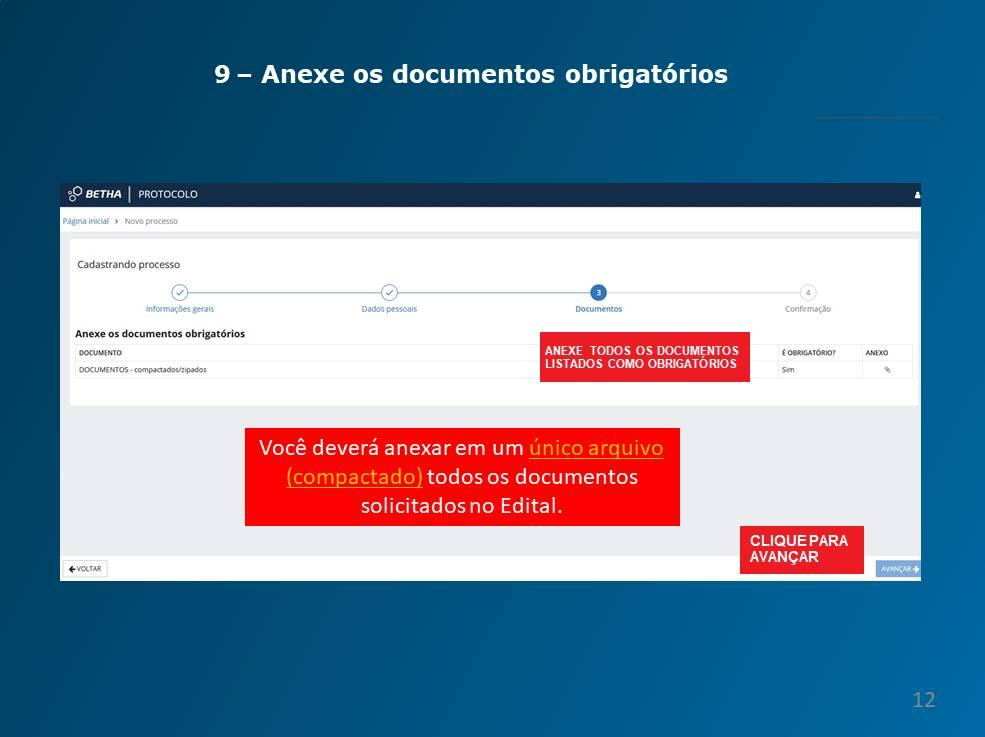 9 – Anexe os documentos obrigatórios
BETHA | PROTOCOLO
Página inicial > Novo processo
Cadastrando processo
3
4
Informações gerais
Dados pessoais
Documentos
Confirmação
Anexe os documentos obrigatórios
DOCUMENTO
É OBRIGATÓRIO?
ANEXO
ANEXE TODOS OS DOCUMENTOS
LISTADOS COMO OBRIGATÓRIOS
DOCUMENTOS - compactados/zipados
Sim
Você deverá anexar em um único arquivo
(compactado) todos os documentos
solicitados no Edital.
CLIQUE PARA
AVANÇAR
VOLTAR
AVANÇAR
12